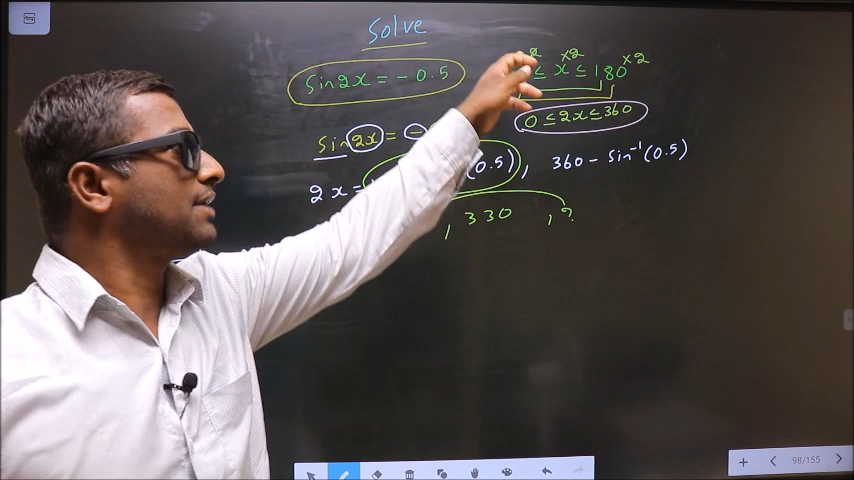 Solve
sin2x = - 0.5
2 x2 x2
≤ x ≤ 180
0 ≤ 2x ≤ 360
sin 2x = -
2x = (0.5) , 360 - sin⁻¹(0.5)
, 330 , ?
98/155